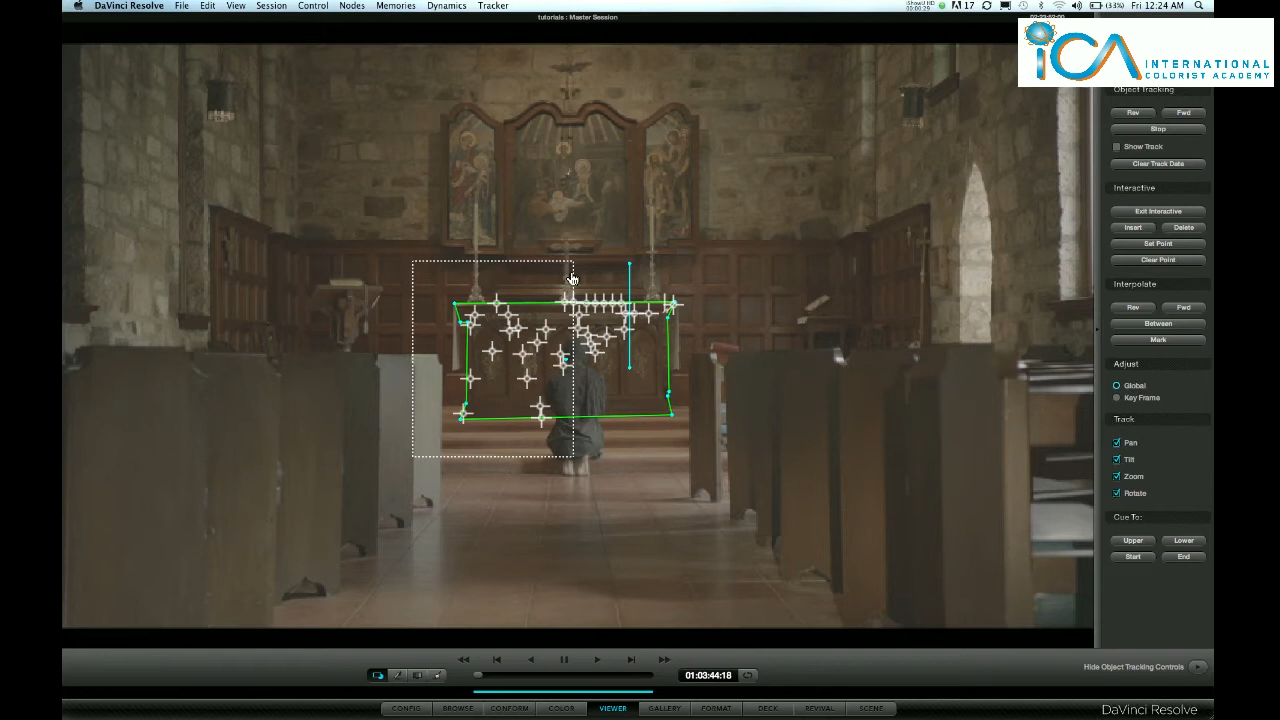 DaVinci Resolve File Edit View Session Control Nodes Memories Dynamics Tracker
17 (33%) Fri 12:24 AM
tutorials : Master Session
iCA INTERNATIONAL
COLORIST ACADEMY
Object Tracking
Rev Fwd
Stop
Show Track
Clear Track Data
Interactive
Exit Interactive
Insert Delete
Set Point
Clear Point
Interpolate
Rev Fwd
Between
Mark
Adjust
Global
Key Frame
Track
Pan
Tilt
Zoom
Rotate
Cue To:
Upper Lower
Start End
Hide Object Tracking Controls
01:03:44:18
CONFIG BROWSE CONFORM COLOR VIEWER GALLERY FORMAT DECK REVIVAL SCENE
DaVinci Resolve